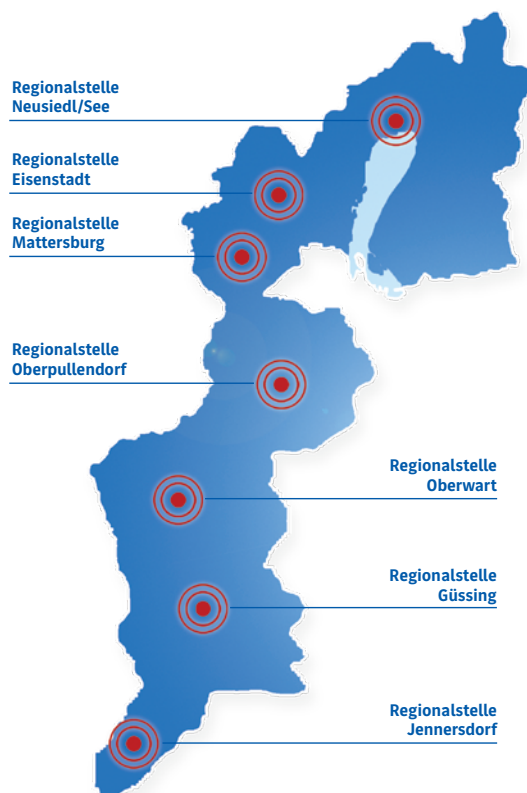 Regionalstelle
Neusiedl/See
Regionalstelle
Eisenstadt
Regionalstelle
Mattersburg
Regionalstelle
Oberpullendorf
Regionalstelle
Oberwart
Regionalstelle
Güssing
Regionalstelle
Jennersdorf